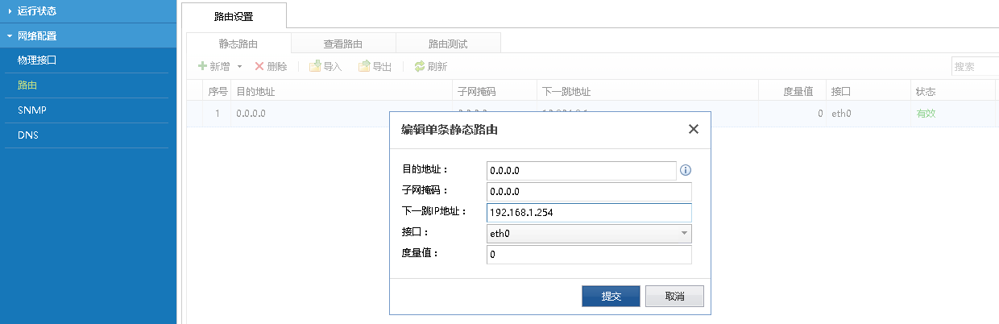 运行状态
网络配置
物理接口
路由
SNMP
DNS
路由设置
静态路由 查看路由 路由测试
新增 删除 导入 导出 刷新 搜索
序号 目的地址 子网掩码 下一跳地址 度量值 接口 状态
1 0.0.0.0 0 eth0 有效
编辑单条静态路由
目的地址： 0.0.0.0
子网掩码： 0.0.0.0
下一跳IP地址： 192.168.1.254
接口： eth0
度量值： 0
提交 取消